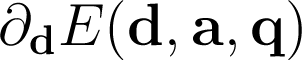 ∂_𝐝E(𝐝, 𝐚, 𝐪)